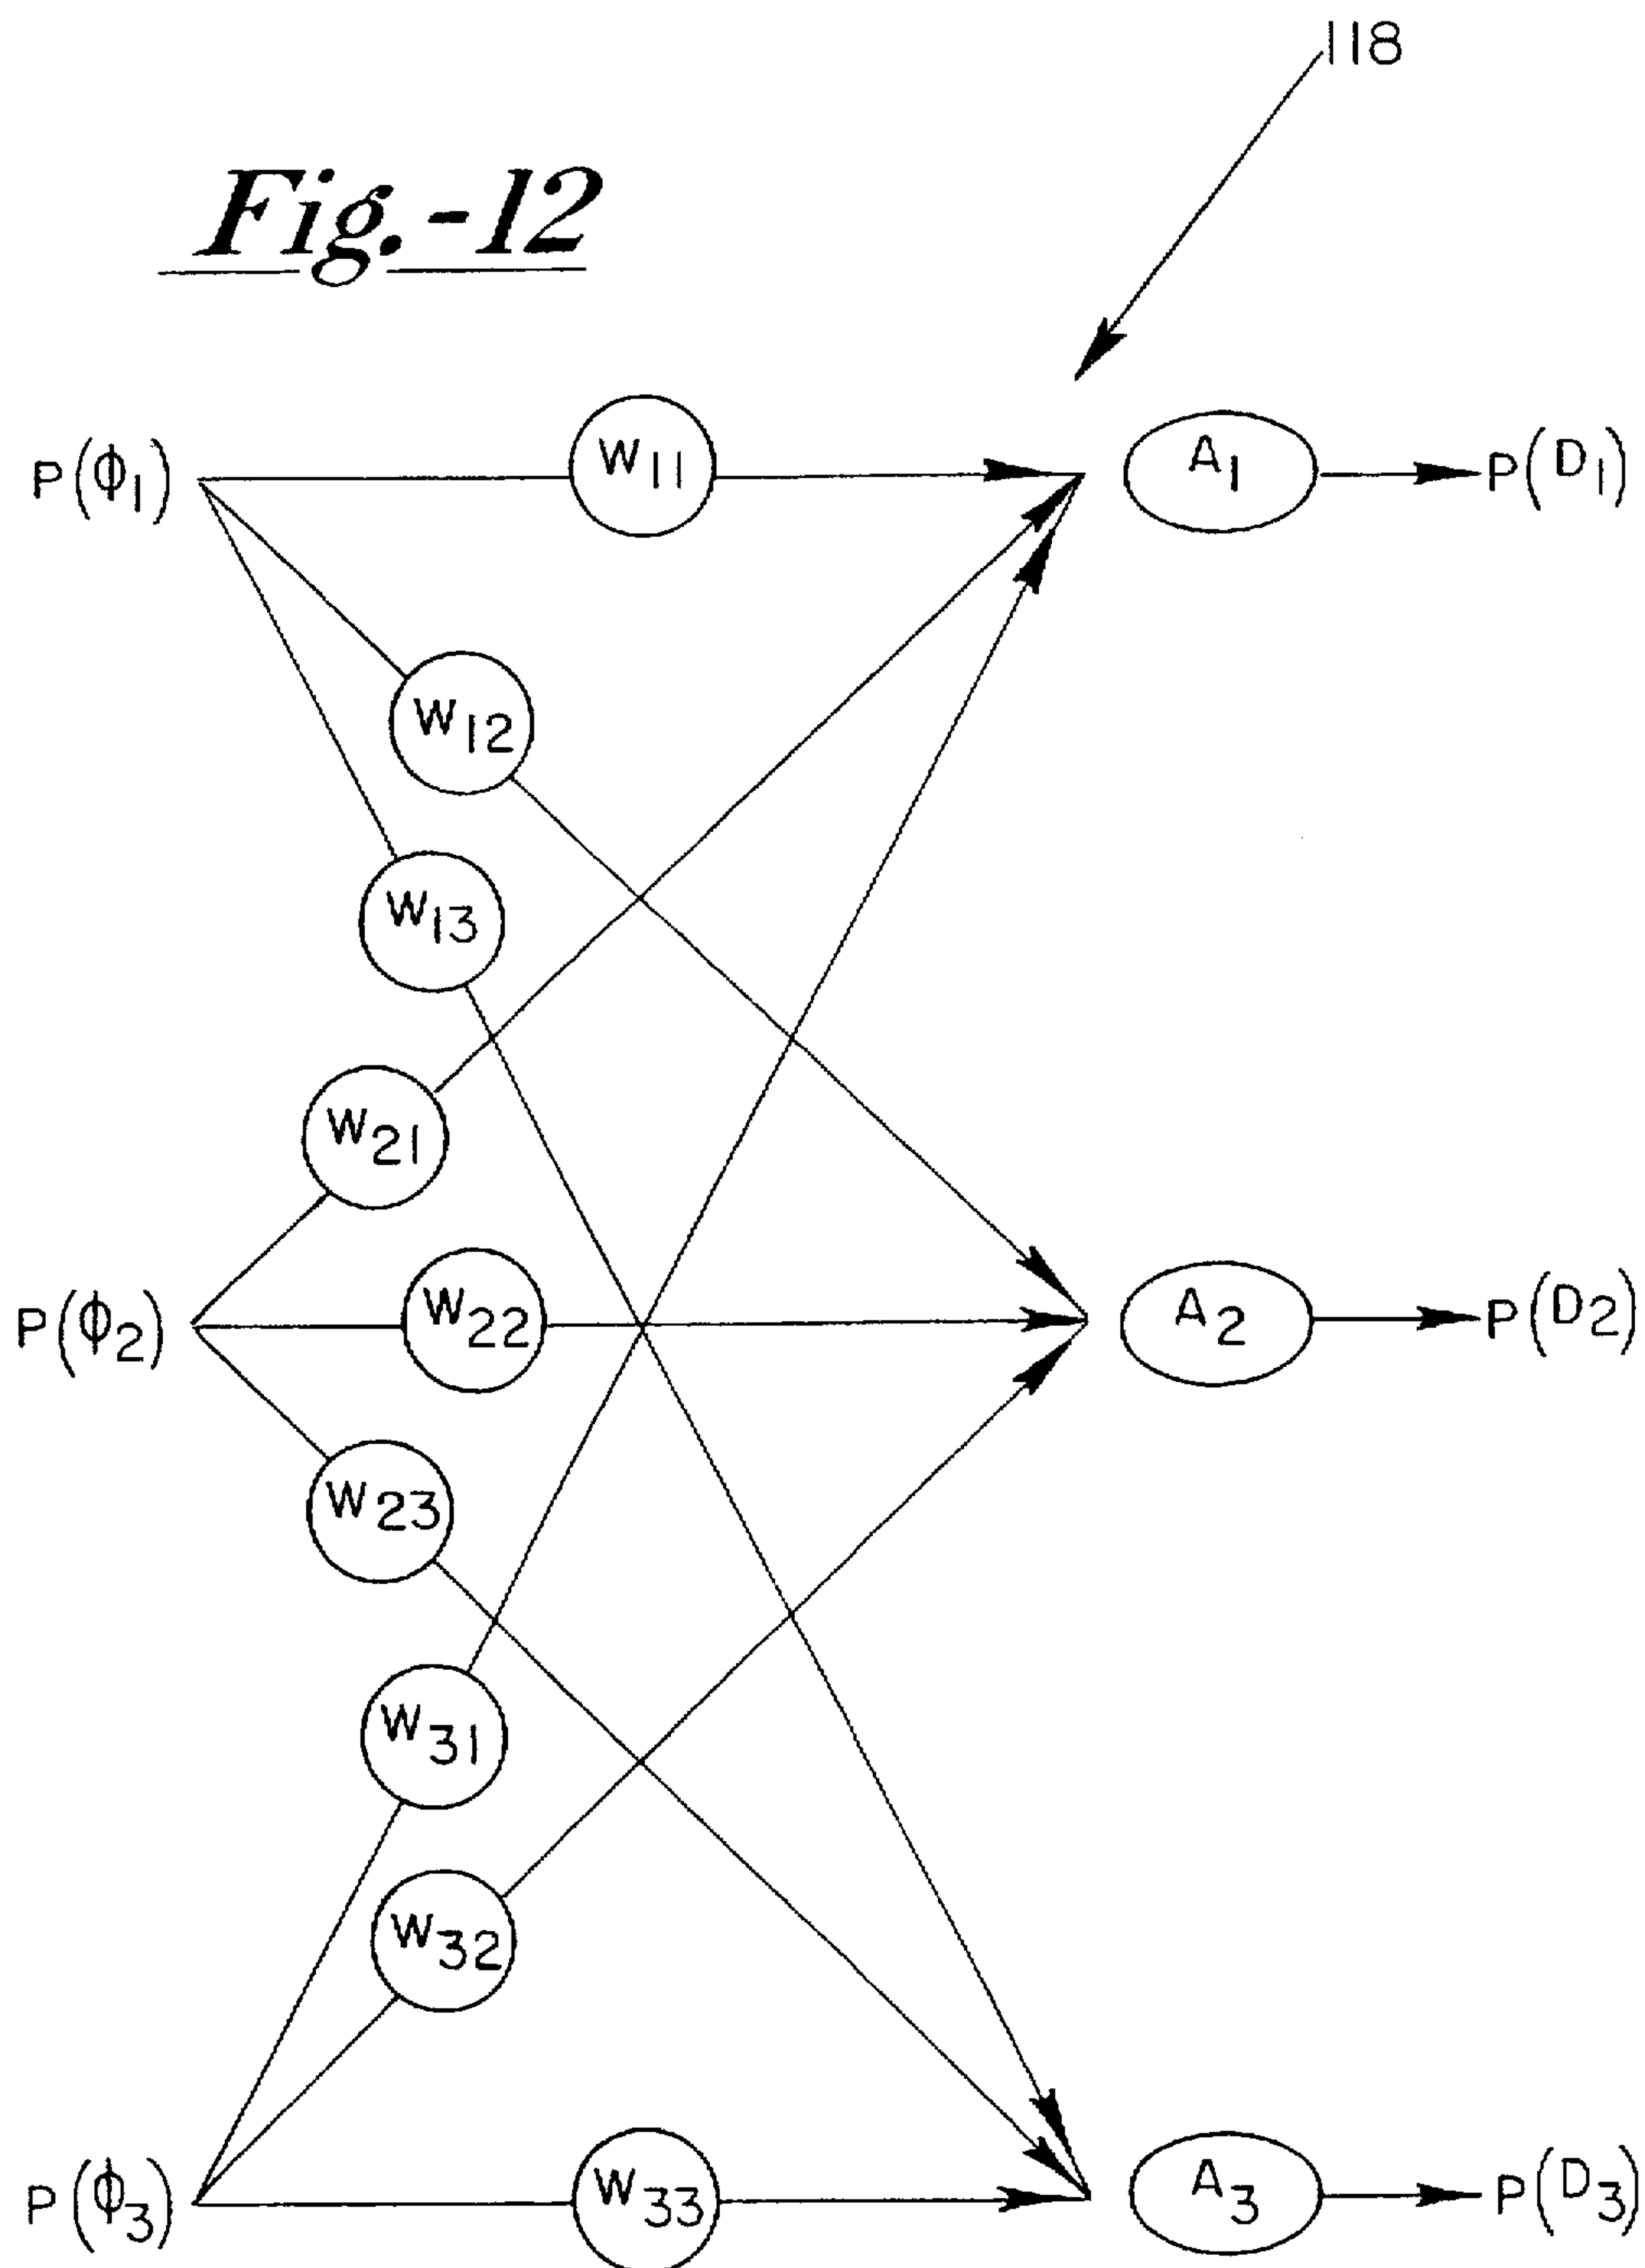 118
Fig.-12
P(ϕ1) W11 A1 P(D1)
W12
W13
W21
P(ϕ2) W22 A2 P(D2)
W23
W31
W32
P(ϕ3) W33 A3 P(D3)